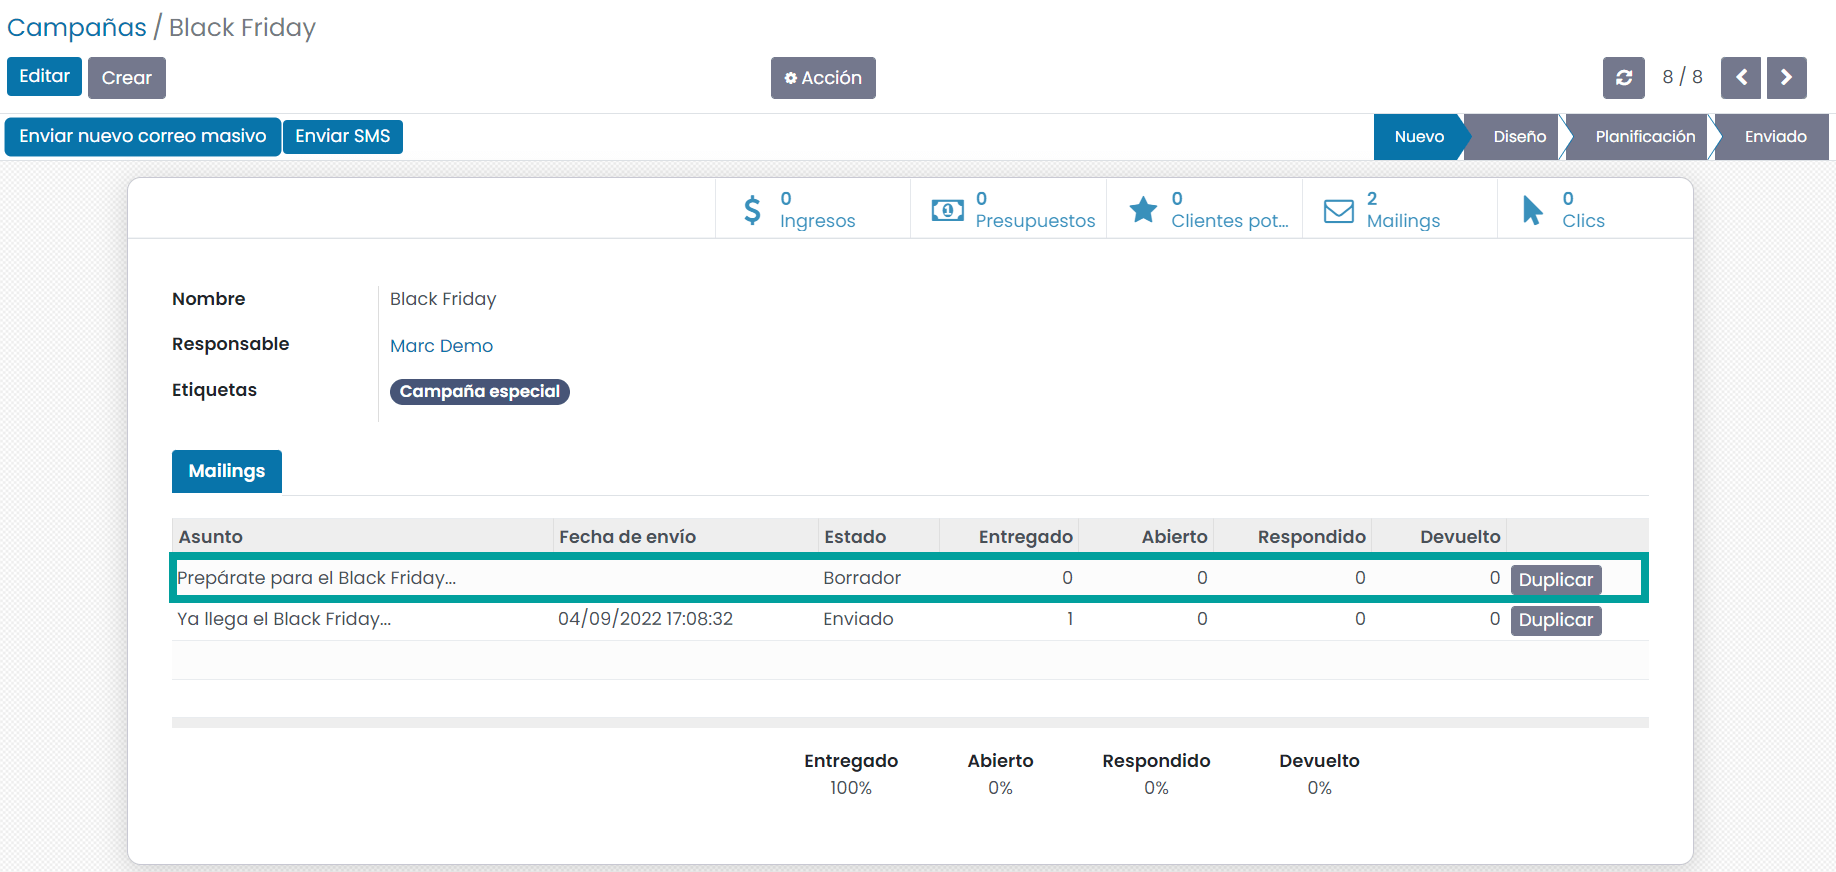 Campañas / Black Friday
Editar Crear Acción 8 / 8
Enviar nuevo correo masivo Enviar SMS Nuevo Diseño Planificación Enviado
0 0 0 2 0
Ingresos Presupuestos Clientes pot... Mailings Clics
Nombre Black Friday
Responsable Marc Demo
Etiquetas Campaña especial
Mailings
Asunto Fecha de envío Estado Entregado Abierto Respondido Devuelto
Prepárate para el Black Friday... Borrador 0 0 0 0 Duplicar
Ya llega el Black Friday... 04/09/2022 17:08:32 Enviado 1 0 0 0 Duplicar
Entregado Abierto Respondido Devuelto
100% 0% 0% 0%